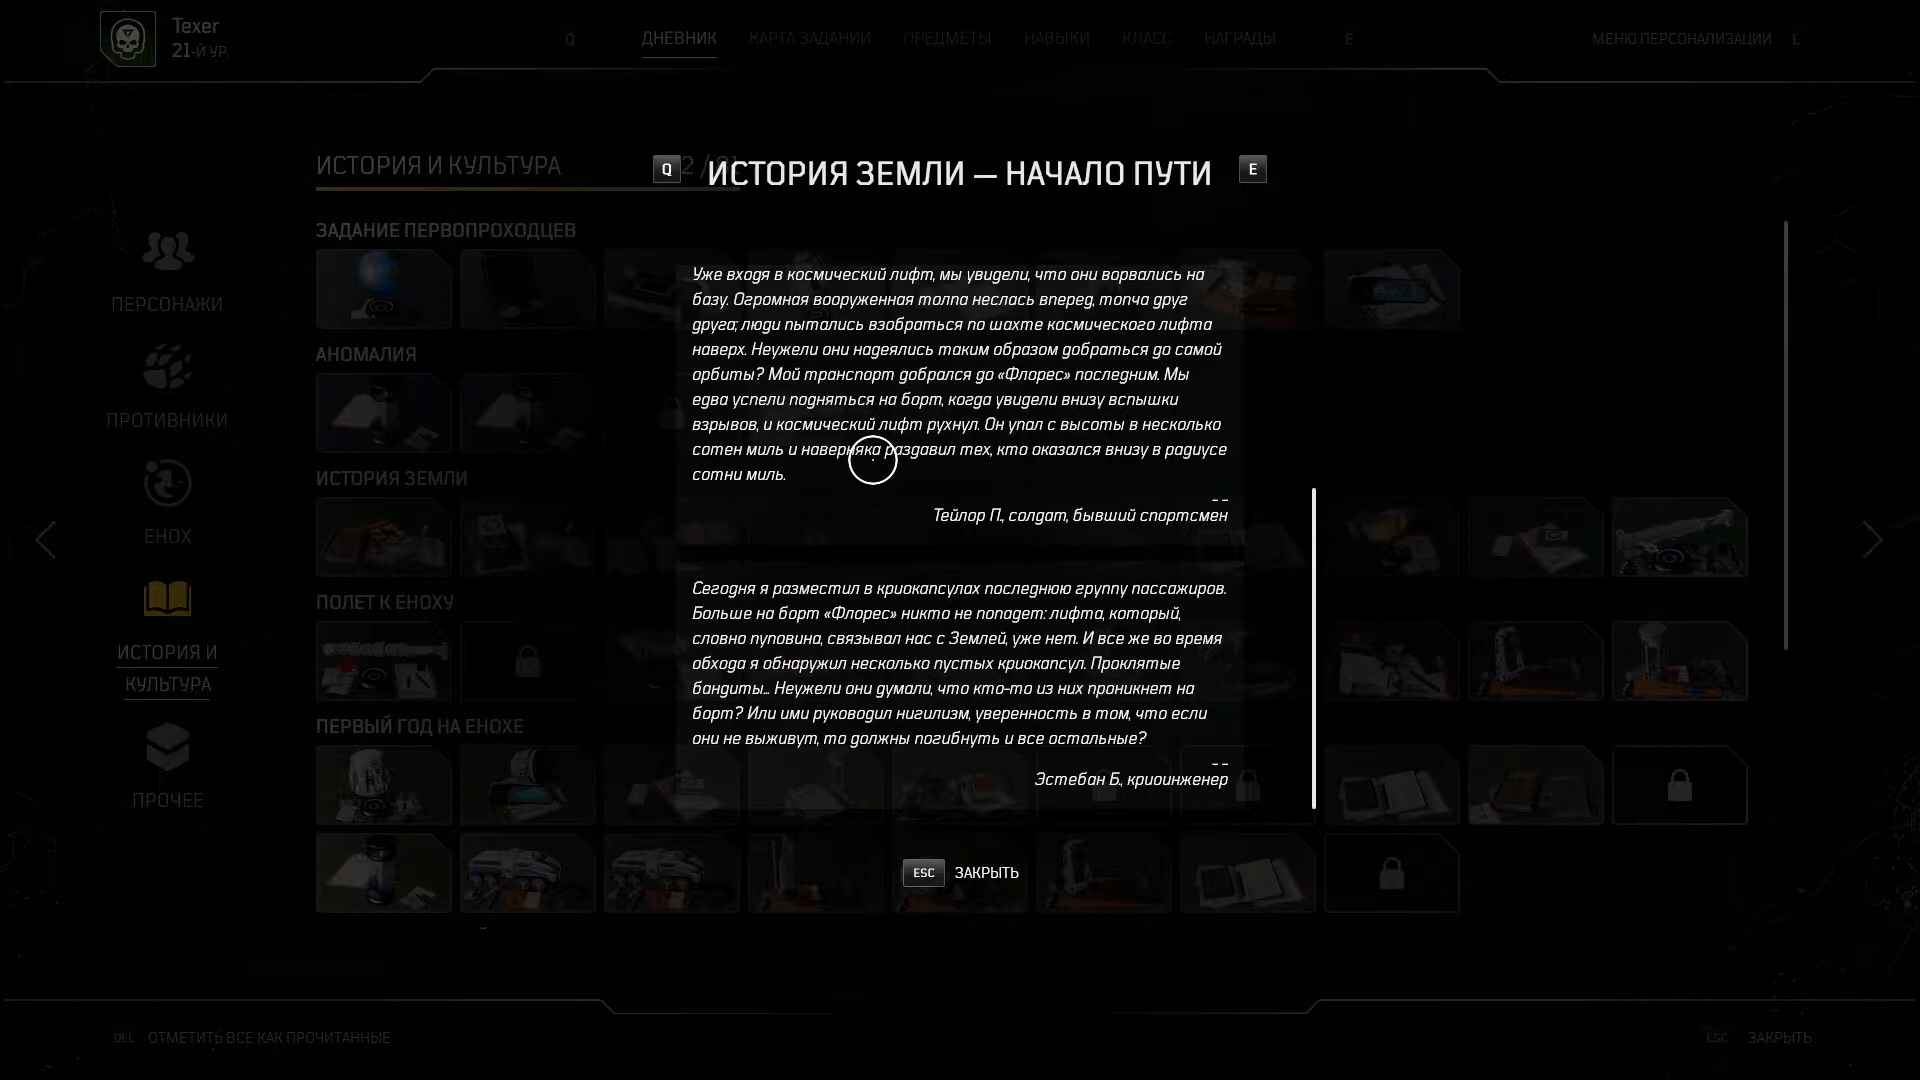 Texer
21-Й УР.
Q
ДНЕВНИК
КАРТА ЗАДАНИЙ
ПРЕДМЕТЫ
НАВЫКИ
КЛАСС
НАГРАДЫ
E
МЕНЮ ПЕРСОНАЛИЗАЦИИ
L
ИСТОРИЯ И КУЛЬТУРА
Q
ИСТОРИЯ ЗЕМЛИ — НАЧАЛО ПУТИ
E
ПЕРСОНАЖИ
ПРОТИВНИКИ
ЕНОХ
ИСТОРИЯ И
КУЛЬТУРА
ПРОЧЕЕ
ЗАДАНИЕ ПЕРВОПРОХОДЦЕВ
АНОМАЛИЯ
ИСТОРИЯ ЗЕМЛИ
ПОЛЕТ К ЕНОХУ
ПЕРВЫЙ ГОД НА ЕНОХЕ
Уже входя в космический лифт, мы увидели, что они ворвались на
базу. Огромная вооруженная толпа неслась вперед, топча друг
друга; люди пытались взобраться по шахте космического лифта
наверх. Неужели они надеялись таким образом добраться до самой
орбиты? Мой транспорт добрался до «Флорес» последним. Мы
едва успели подняться на борт, когда увидели внизу вспышки
взрывов, и космический лифт рухнул. Он упал с высоты в несколько
сотен миль и наверняка раздавил тех, кто оказался внизу в радиусе
сотни миль.
--
Тейлор П., солдат, бывший спортсмен
Сегодня я разместил в криокапсулах последнюю группу пассажиров.
Больше на борт «Флорес» никто не попадет: лифта, который,
словно пуповина, связывал нас с Землей, уже нет. И все же во время
обхода я обнаружил несколько пустых криокапсул. Проклятые
бандиты... Неужели они думали, что кто-то из них проникнет на
борт? Или ими руководил нигилизм, уверенность в том, что если
они не выживут, то должны погибнуть и все остальные?
--
Эстебан Б., криоинженер
ESC ЗАКРЫТЬ
DEL ОТМЕТИТЬ ВСЕ КАК ПРОЧИТАННЫЕ
ESC ЗАКРЫТЬ